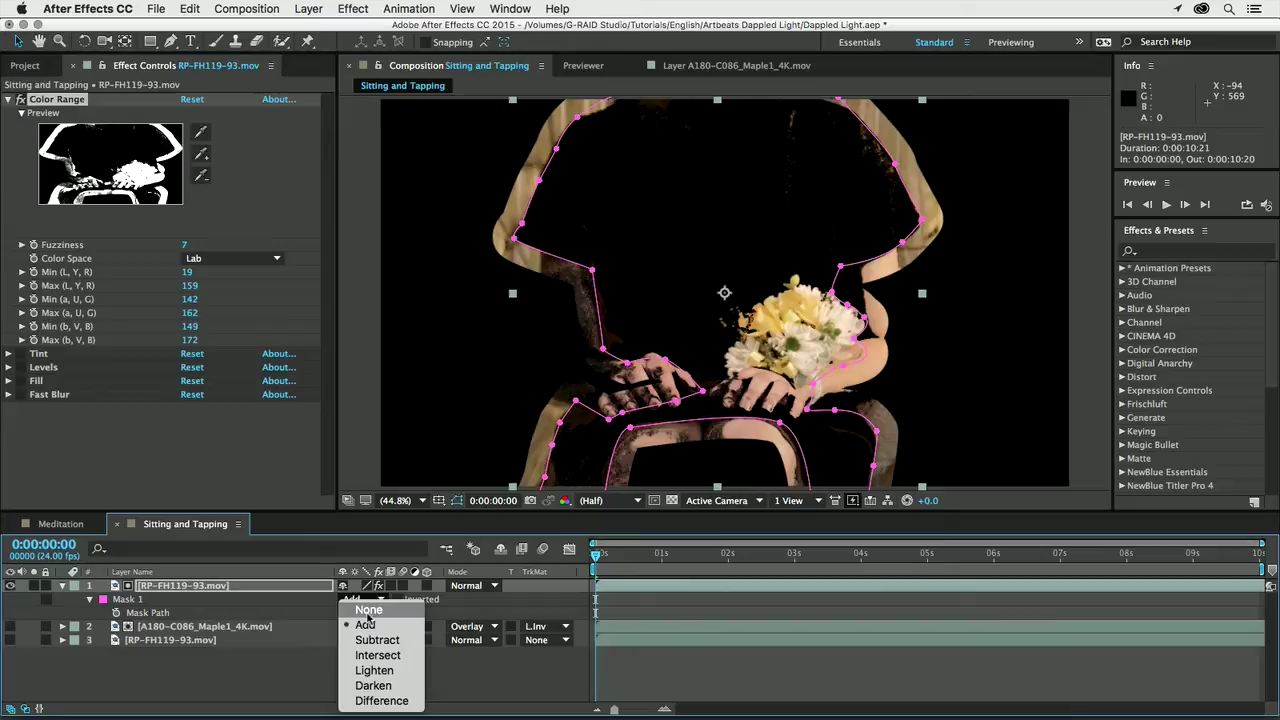 After Effects CC File Edit Composition Layer Effect Animation View Window Help
Adobe After Effects CC 2015 - /Volumes/G-RAID Studio/Tutorials/English/Artbeats Dappled Light/Dappled Light.aep *
Snapping Essentials Standard Previewing Search Help
Project Effect Controls RP-FH119-93.mov
Sitting and Tapping • RP-FH119-93.mov
Color Range Reset About...
Preview
Fuzziness 7
Color Space Lab
Min (L, Y, R) 19
Max (L, Y, R) 159
Min (a, U, G) 142
Max (a, U, G) 162
Min (b, V, B) 149
Max (b, V, B) 172
Tint Reset About...
Levels Reset About...
Fill Reset About...
Fast Blur Reset About...
Composition Sitting and Tapping Previewer Layer A180-C086_Maple1_4K.mov
Sitting and Tapping
(44.8%) 0:00:00:00 (Half) Active Camera 1 View +0.0
Info
R : X : -94
G : Y : 569
B :
A : 0
[RP-FH119-93.mov]
Duration: 0:00:10:21
In: 0:00:00:00, Out: 0:00:10:20
Preview
Effects & Presets
* Animation Presets
3D Channel
Audio
Blur & Sharpen
Channel
CINEMA 4D
Color Correction
Digital Anarchy
Distort
Expression Controls
Frischluft
Generate
Keying
Magic Bullet
Matte
NewBlue Essentials
NewBlue Titler Pro 4
Meditation Sitting and Tapping
0:00:00:00
00000 (24.00 fps)
# Layer Name Mode T TrkMat
01s 02s 03s 04s 05s 06s 07s 08s 09s
1 [RP-FH119-93.mov] Normal
Mask 1 Add Inverted
Mask Path
2 [A180-C086_Maple1_4K.mov] Overlay L.Inv
3 [RP-FH119-93.mov] Normal None
None
Add
Subtract
Intersect
Lighten
Darken
Difference